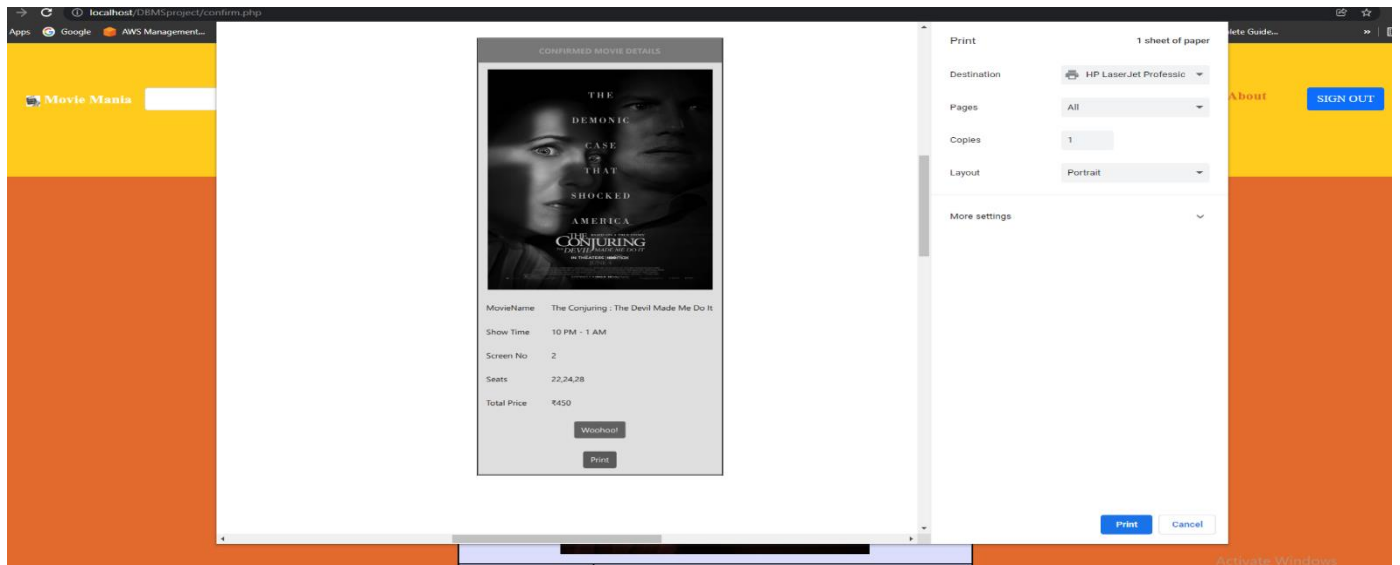 localhost/DBMSproject/confirm.php
Apps Google AWS Management... lete Guide... »
Movie Mania
About
SIGN OUT
CONFIRMED MOVIE DETAILS
THE
DEMONIC
CASE
THAT
SHOCKED
AMERICA
THE
CONJURING
THE DEVIL MADE ME DO IT
IN THEATERS
MovieName The Conjuring : The Devil Made Me Do It
Show Time 10 PM - 1 AM
Screen No 2
Seats 22,24,28
Total Price ₹450
Woohoo!
Print
Print 1 sheet of paper
Destination HP LaserJet Professic
Pages All
Copies 1
Layout Portrait
More settings
Print Cancel
Activate Windows